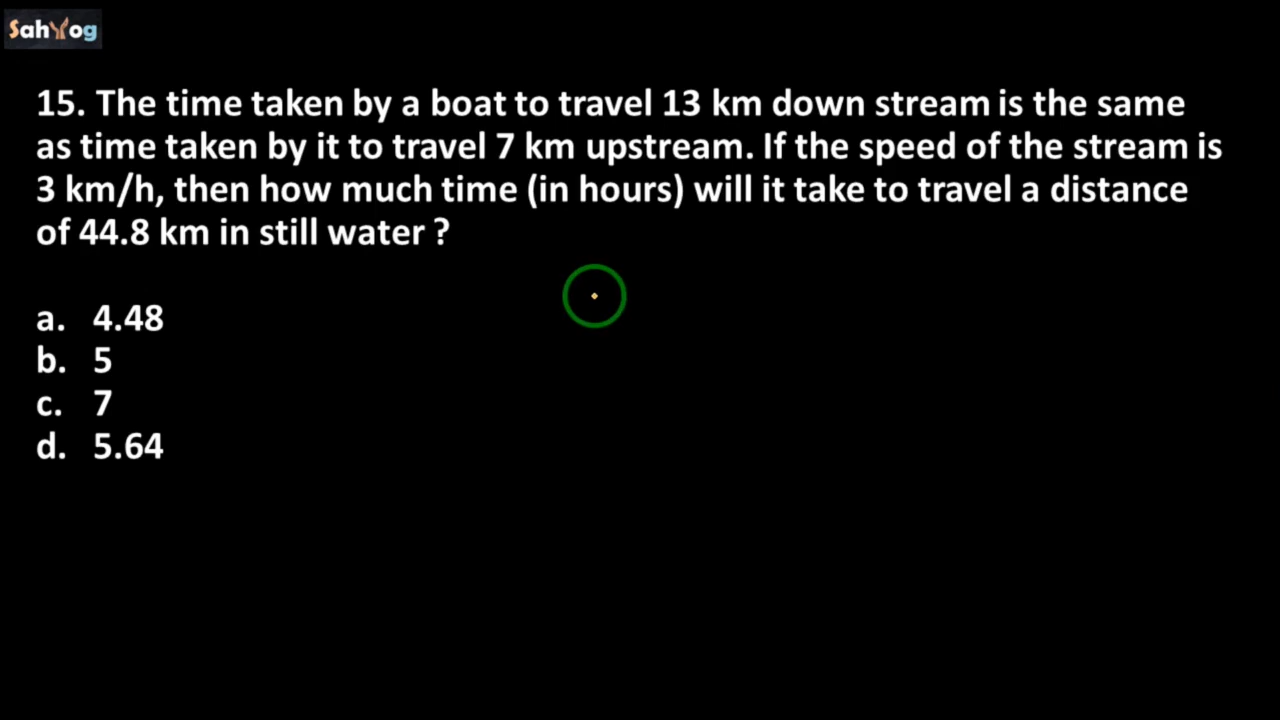 SahYog
15. The time taken by a boat to travel 13 km down stream is the same
as time taken by it to travel 7 km upstream. If the speed of the stream is
3 km/h, then how much time (in hours) will it take to travel a distance
of 44.8 km in still water ?
a. 4.48
b. 5
c. 7
d. 5.64